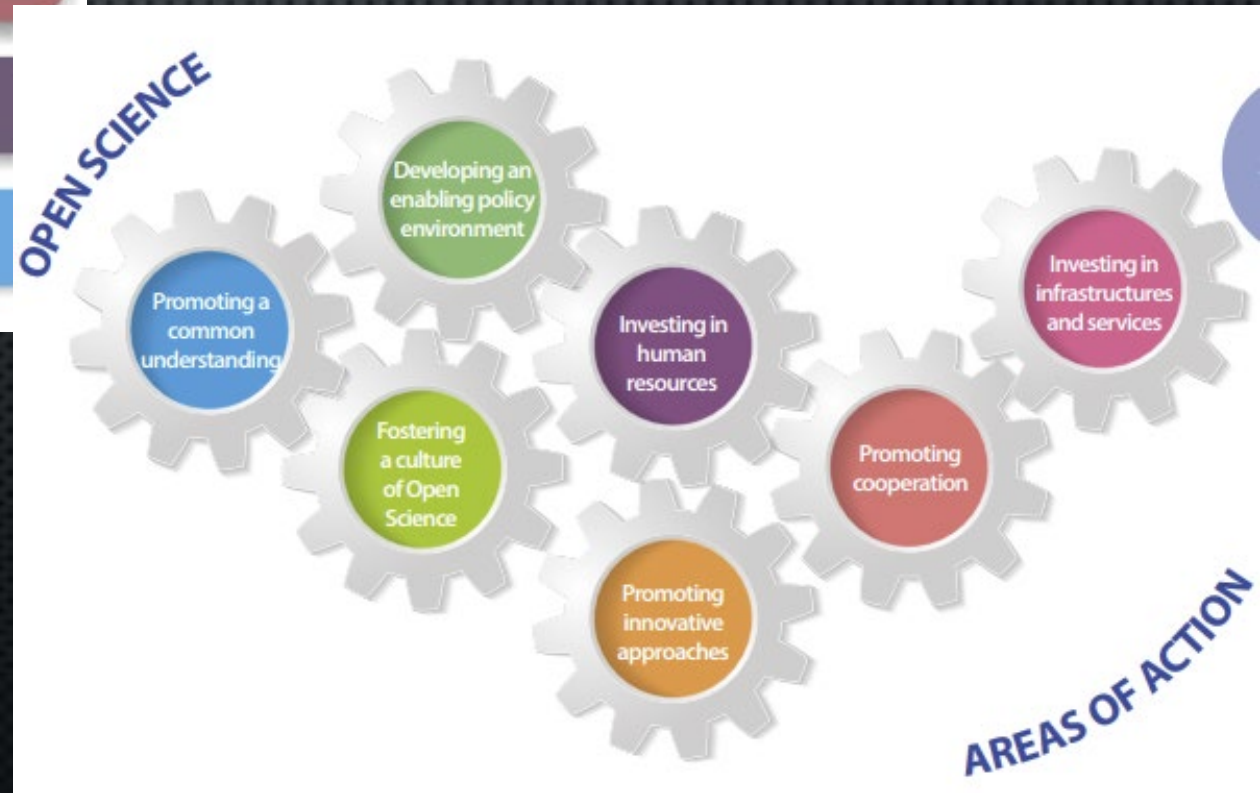 OPEN SCIENCE
Developing an
enabling policy
environment
Promoting a
common
understanding
Investing in
human
resources
Investing in
infrastructures
and services
Fostering
a culture
of Open
Science
Promoting
cooperation
Promoting
innovative
approaches
AREAS OF ACTION